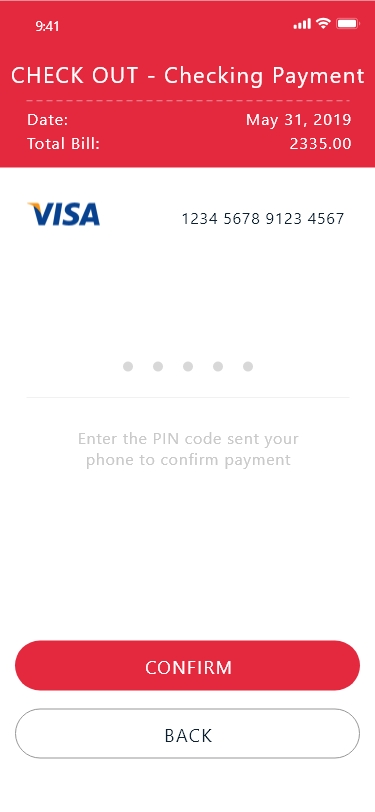 9:41
CHECK OUT - Checking Payment
Date: May 31, 2019
Total Bill: 2335.00
VISA 1234 5678 9123 4567
Enter the PIN code sent your
phone to confirm payment
CONFIRM
BACK